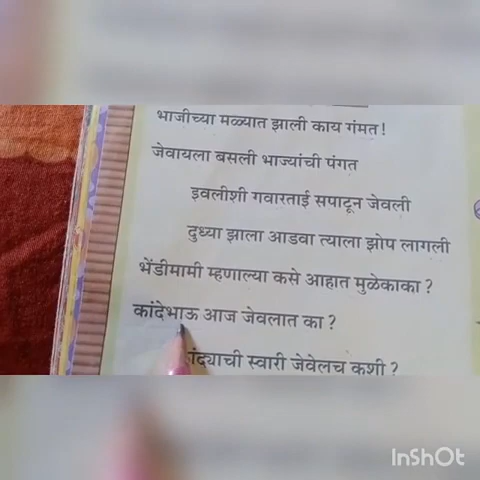 भाजीच्या मळ्यात झाली काय गंमत!
जेवायला बसली भाज्यांची पंगत
इवलीशी गवारताई सपाटून जेवली
दुध्या झाला आडवा त्याला झोप लागली
भेंडीमामी म्हणाल्या कसे आहात मुळेकाका ?
कांदेभाऊ आज जेवलात का ?
स्वारी जेवेलच कशी ?
InShOt